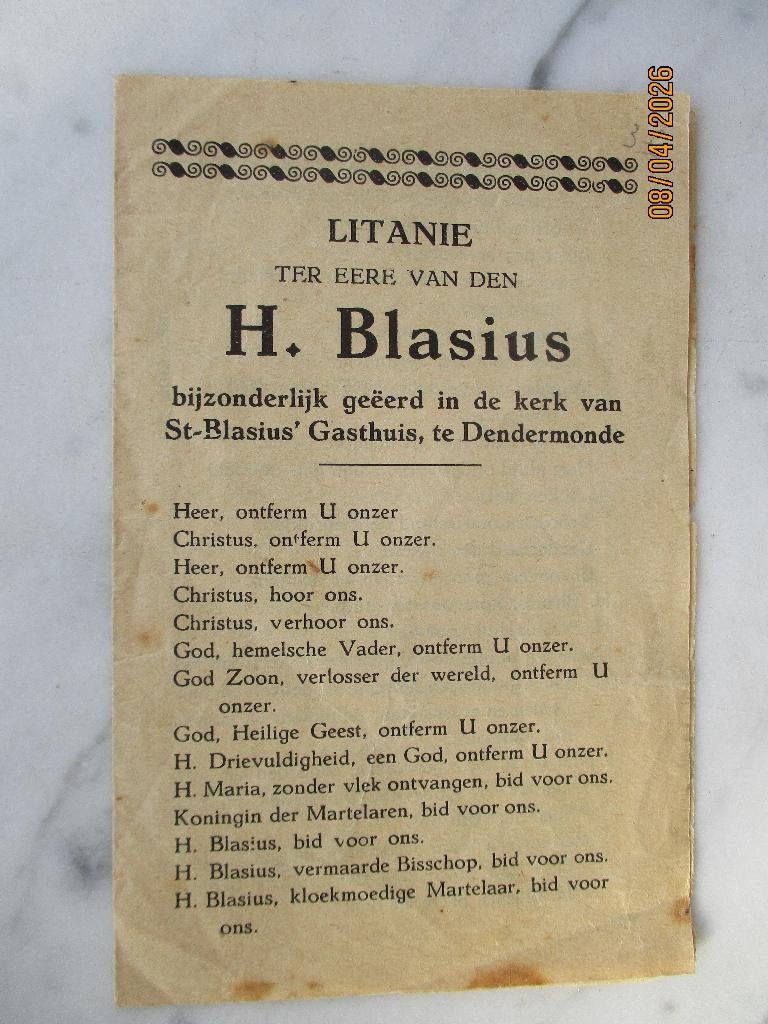 08/04/2026
3
LITANIE
TER EERE VAN DEN
H. Blasius
bijzonderlijk geëerd in de kerk van
St-Blasius' Gasthuis, te Dendermonde
Heer, ontferm U onzer
Christus, ontferm U onzer.
Heer, ontferm U onzer.
Christus, hoor ons.
Christus, verhoor ons.
God, hemelsche Vader, ontferm U onzer.
God Zoon, verlosser der wereld, ontferm U
onzer.
God, Heilige Geest, ontferm U onzer.
H. Drievuldigheid, een God, ontferm U onzer.
H. Maria, zonder vlek ontvangen, bid voor ons.
Koningin der Martelaren, bid voor ons.
H. Blasius, bid voor ons.
H. Blasius, vermaarde Bisschop, bid voor ons.
H. Blasius, kloekmoedige Martelaar, bid voor
ons.